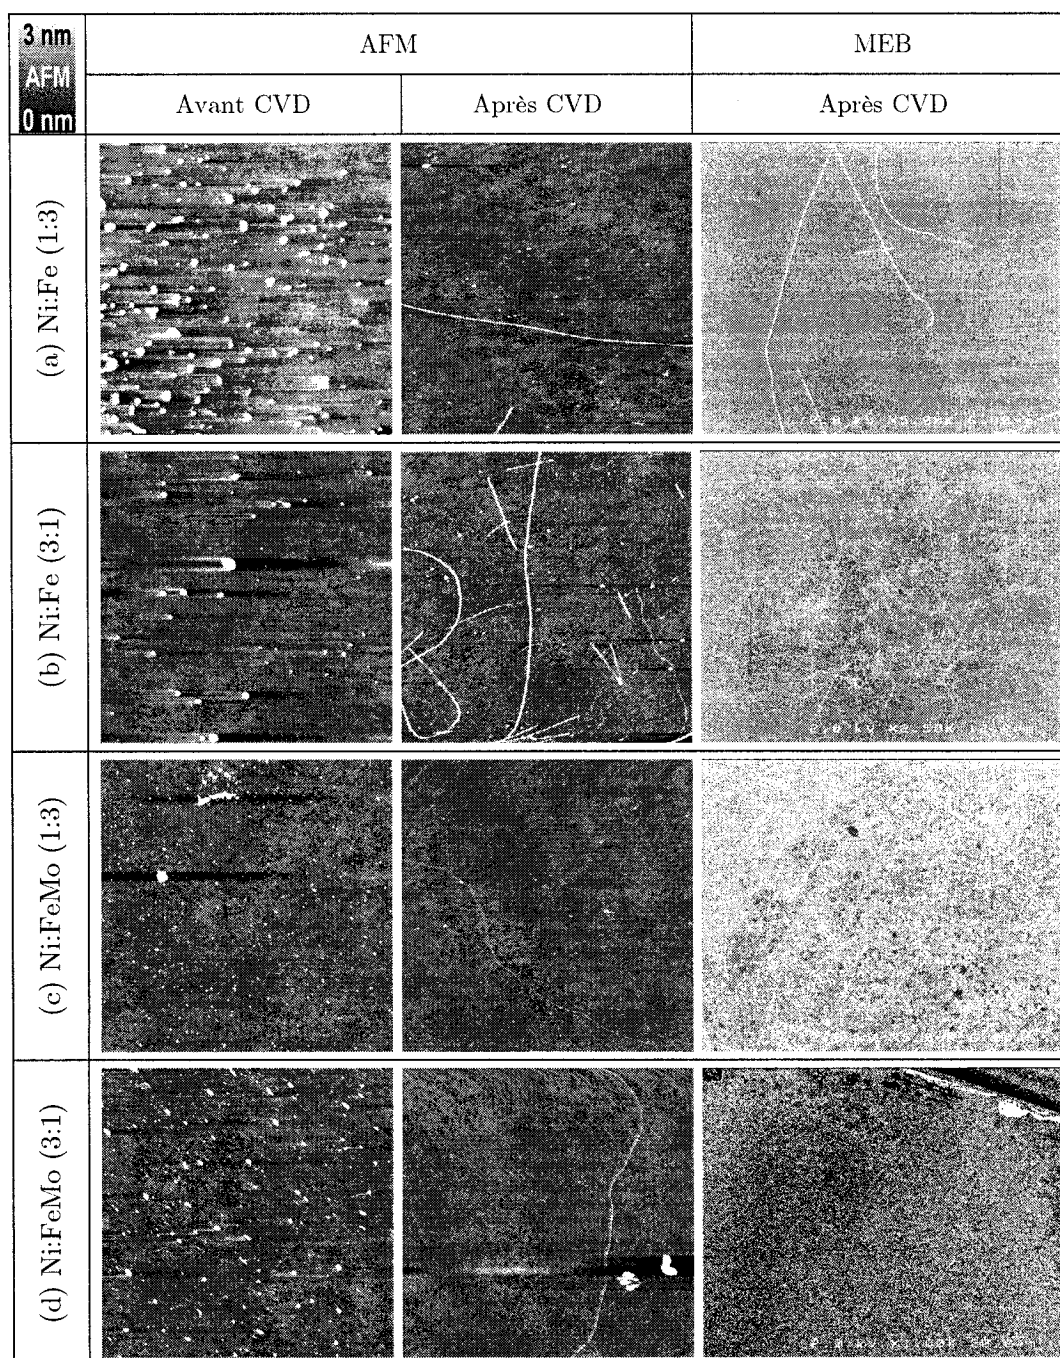 3 nm
AFM
0 nm
AFM
MEB
Avant CVD
Après CVD
Après CVD
(a) Ni:Fe (1:3)
(b) Ni:Fe (3:1)
(c) Ni:FeMo (1:3)
(d) Ni:FeMo (3:1)